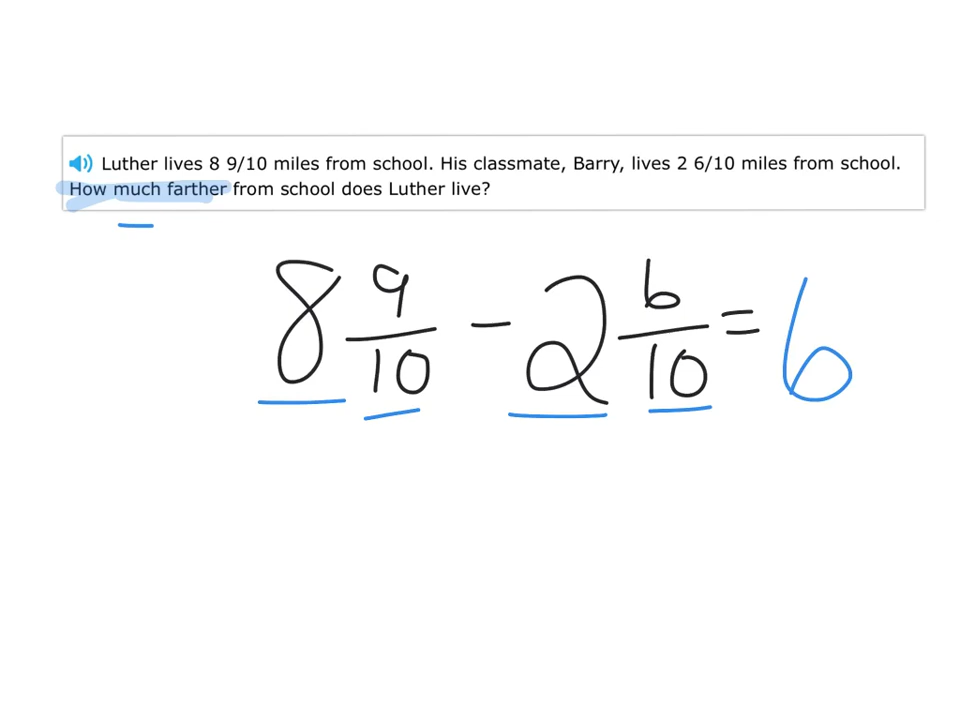 Luther lives 8 9/10 miles from school. His classmate, Barry, lives 2 6/10 miles from school.
How much farther from school does Luther live?
8 9/10 - 2 6/10 = 6